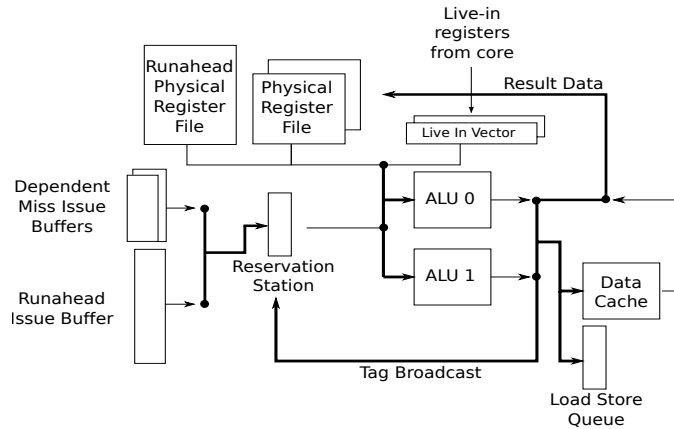 Live-in
registers
from core
Runahead
Physical
Register
File
Physical
Register
File
Result Data
Live In Vector
Dependent
Miss Issue
Buffers
ALU 0
Reservation
Station
ALU 1
Runahead
Issue Buffer
Data
Cache
Tag Broadcast
Load Store
Queue